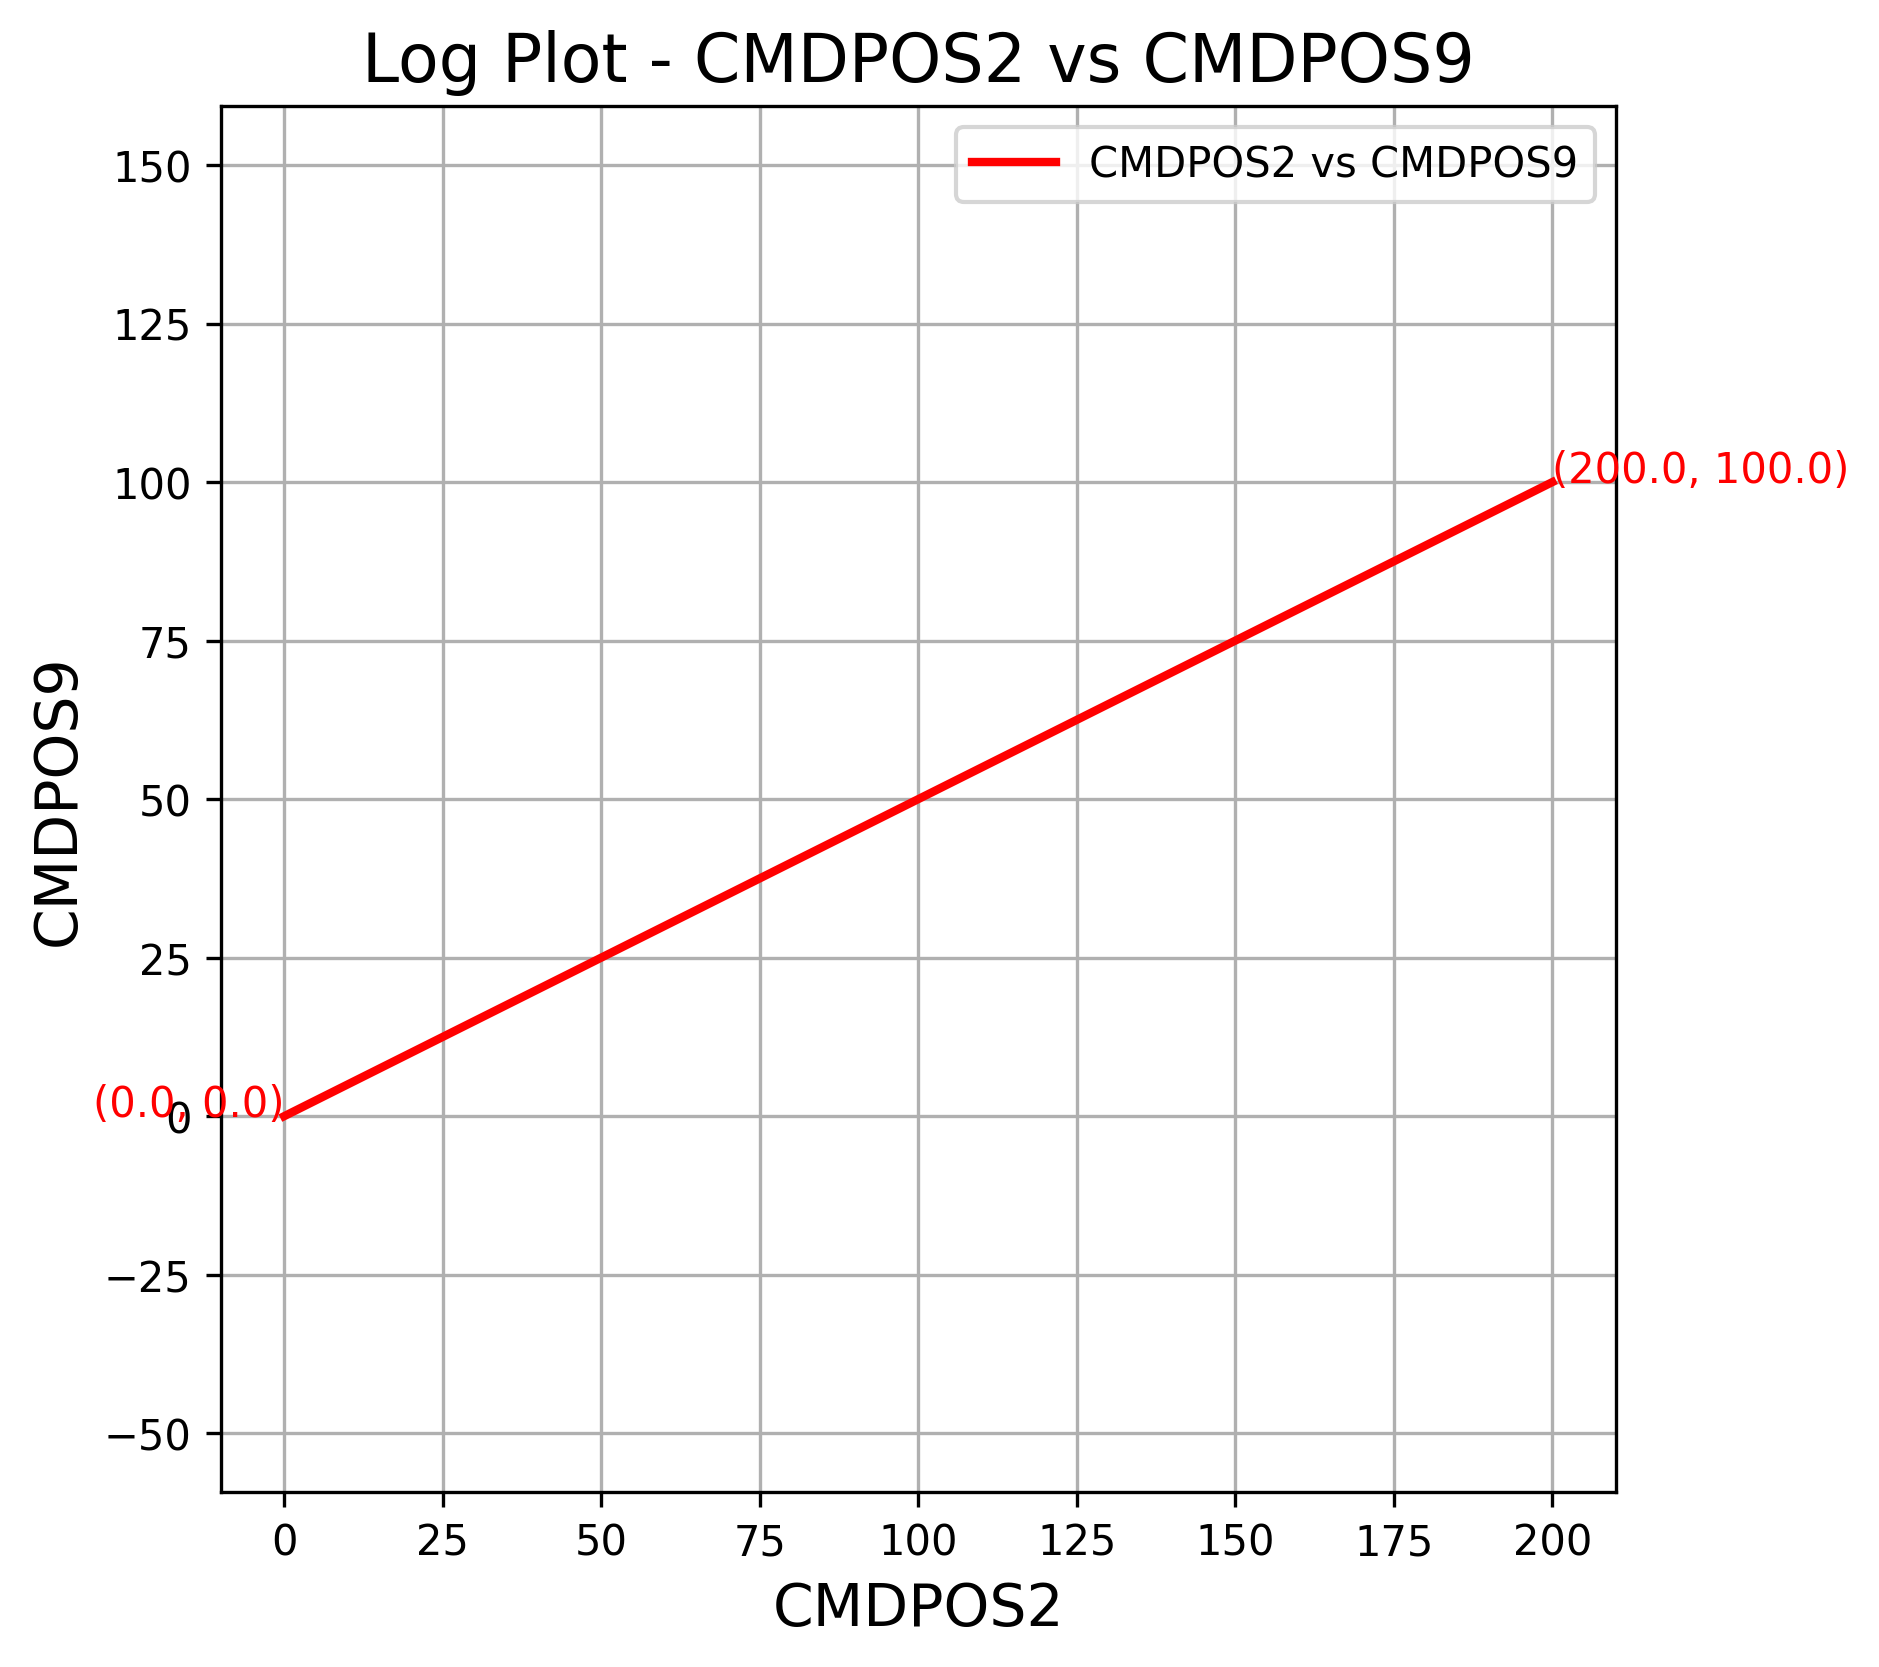 Log Plot - CMDPOS2 vs CMDPOS9
CMDPOS2 vs CMDPOS9
150
125
100
75
50
25
0
−25
−50
(200.0, 100.0)
(0.0, 0.0)
CMDPOS9
0 25 50 75 100 125 150 175 200
CMDPOS2